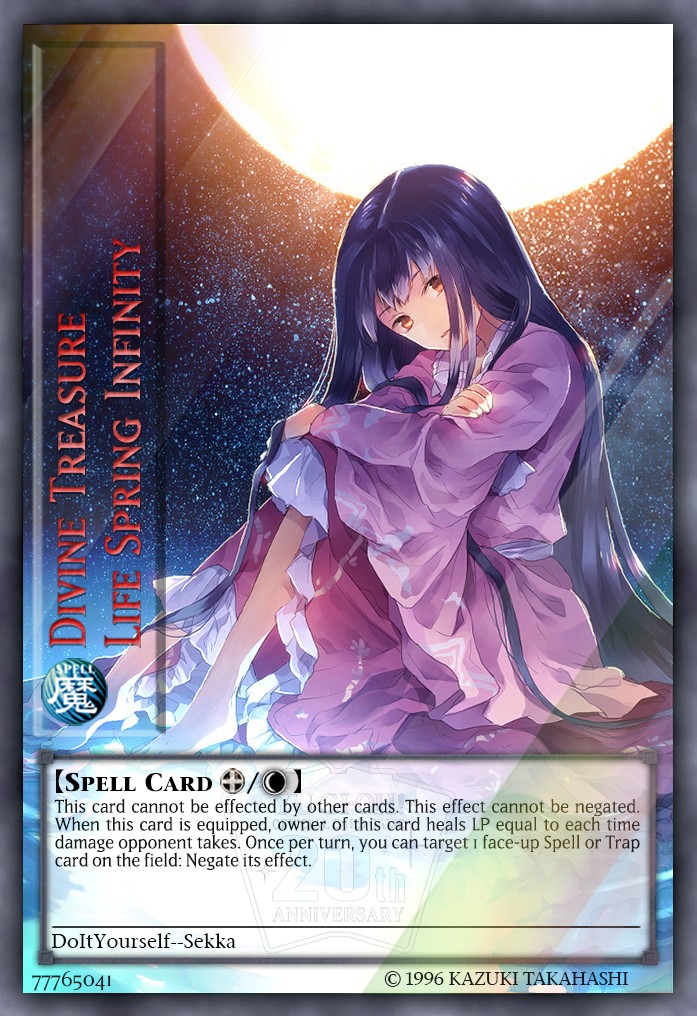 DIVINE TREASURE
LIFE SPRING INFINITY
SPELL
魔
【SPELL CARD / 】
This card cannot be effected by other cards. This effect cannot be negated.
When this card is equipped, owner of this card heals LP equal to each time
damage opponent takes. Once per turn, you can target 1 face-up Spell or Trap
card on the field: Negate its effect.
20th
ANNIVERSARY
DoItYourself--Sekka
77765041
© 1996 KAZUKI TAKAHASHI